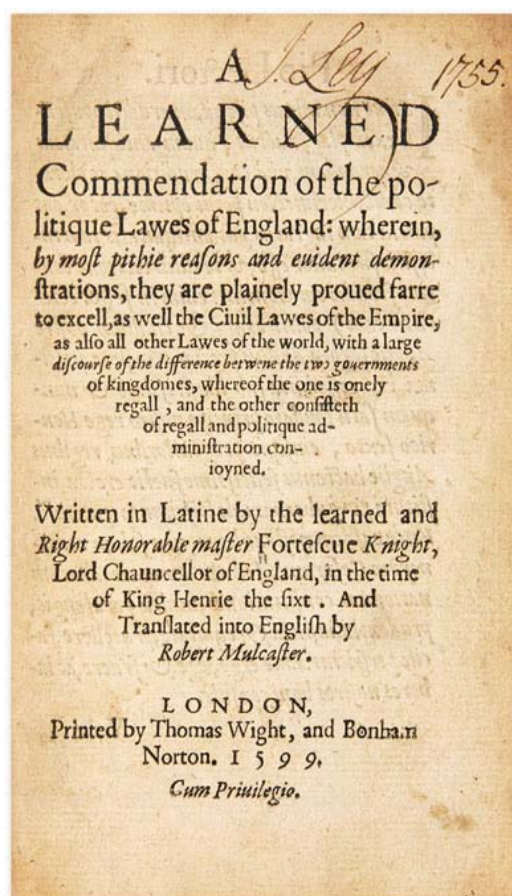 A
J. Ley 1755.
LEARNED
Commendation of the po-
litique Lawes of England: wherein,
by moſt pithie reaſons and euident demon-
ſtrations, they are plainely proued farre
to excell, as well the Ciuil Lawes of the Empire,
as alſo all other Lawes of the world, with a large
diſcourſe of the difference betwene the two gouernments
of kingdomes, whereof the one is onely
regall, and the other conſiſteth
of regall and politique ad-
miniſtration con-
ioyned.
Written in Latine by the learned and
Right Honorable maſter Forteſcue Knight,
Lord Chauncellor of England, in the time
of King Henrie the ſixt. And
Tranſlated into Engliſh by
Robert Mulcaſter.
LONDON,
Printed by Thomas Wight, and Bonham
Norton. 1599.
Cum Priuilegio.